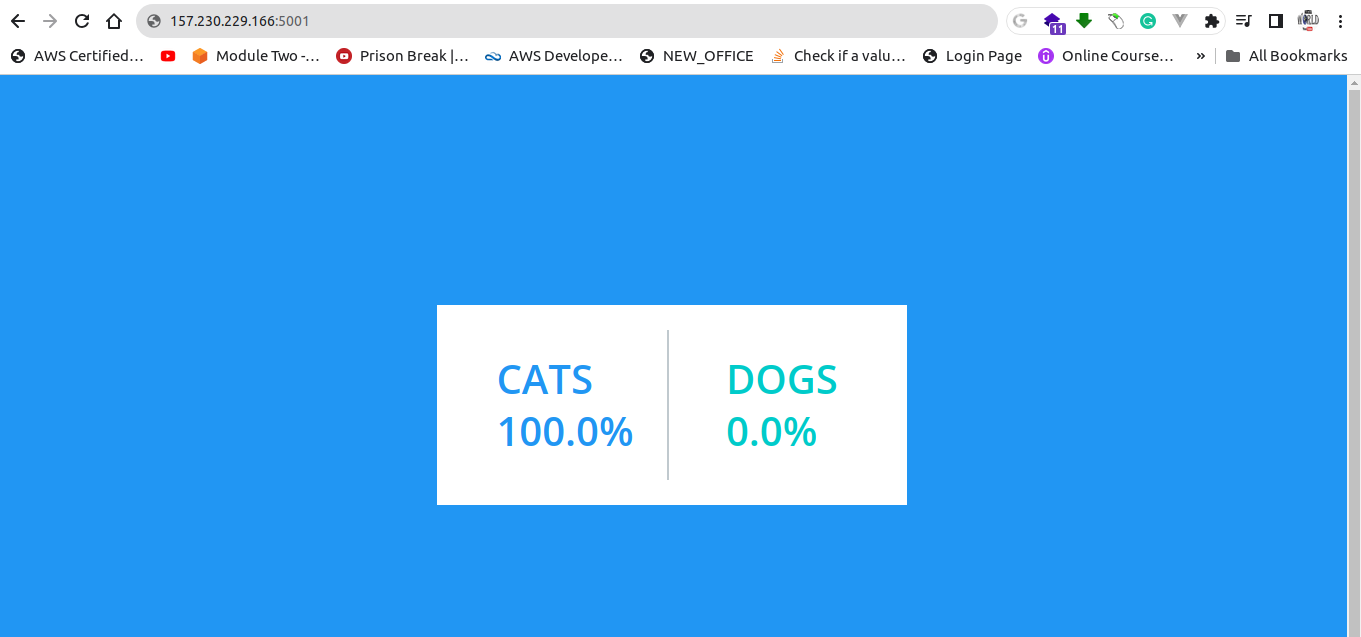 157.230.229.166:5001
11
AWS Certified… Module Two -… Prison Break |… AWS Develope… NEW_OFFICE Check if a valu… Login Page Online Course… » All Bookmarks
CATS DOGS
100.0% 0.0%